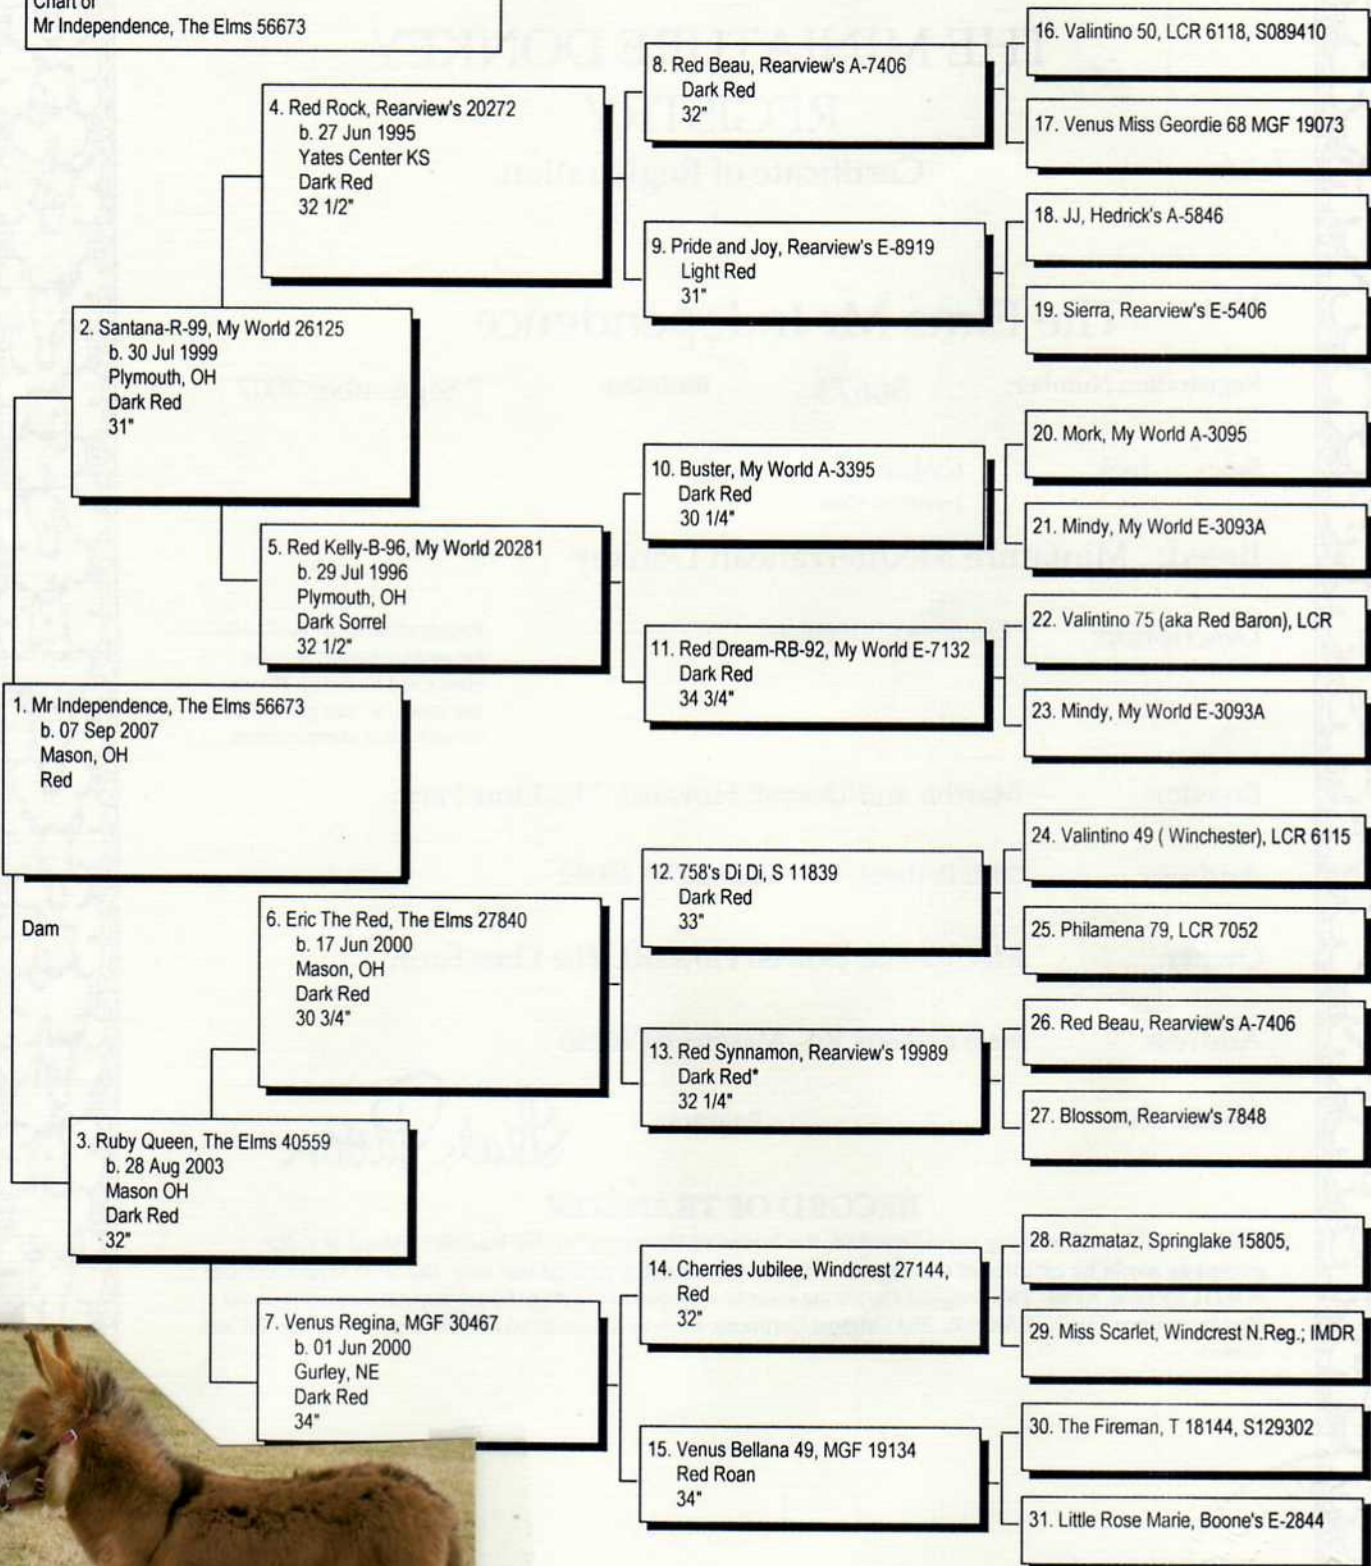 Chart of
Mr Independence, The Elms 56673
1. Mr Independence, The Elms 56673
b. 07 Sep 2007
Mason, OH
Red
Dam
2. Santana-R-99, My World 26125
b. 30 Jul 1999
Plymouth, OH
Dark Red
31"
3. Ruby Queen, The Elms 40559
b. 28 Aug 2003
Mason OH
Dark Red
32"
4. Red Rock, Rearview's 20272
b. 27 Jun 1995
Yates Center KS
Dark Red
32 1/2"
5. Red Kelly-B-96, My World 20281
b. 29 Jul 1996
Plymouth, OH
Dark Sorrel
32 1/2"
6. Eric The Red, The Elms 27840
b. 17 Jun 2000
Mason, OH
Dark Red
30 3/4"
7. Venus Regina, MGF 30467
b. 01 Jun 2000
Gurley, NE
Dark Red
34"
8. Red Beau, Rearview's A-7406
Dark Red
32"
9. Pride and Joy, Rearview's E-8919
Light Red
31"
10. Buster, My World A-3395
Dark Red
30 1/4"
11. Red Dream-RB-92, My World E-7132
Dark Red
34 3/4"
12. 758's Di Di, S 11839
Dark Red
33"
13. Red Synnamon, Rearview's 19989
Dark Red*
32 1/4"
14. Cherries Jubilee, Windcrest 27144,
Red
32"
15. Venus Bellana 49, MGF 19134
Red Roan
34"
16. Valintino 50, LCR 6118, S089410
17. Venus Miss Geordie 68 MGF 19073
18. JJ, Hedrick's A-5846
19. Sierra, Rearview's E-5406
20. Mork, My World A-3095
21. Mindy, My World E-3093A
22. Valintino 75 (aka Red Baron), LCR
23. Mindy, My World E-3093A
24. Valintino 49 ( Winchester), LCR 6115
25. Philamena 79, LCR 7052
26. Red Beau, Rearview's A-7406
27. Blossom, Rearview's 7848
28. Razmataz, Springlake 15805,
29. Miss Scarlet, Windcrest N.Reg.; IMDR
30. The Fireman, T 18144, S129302
31. Little Rose Marie, Boone's E-2844